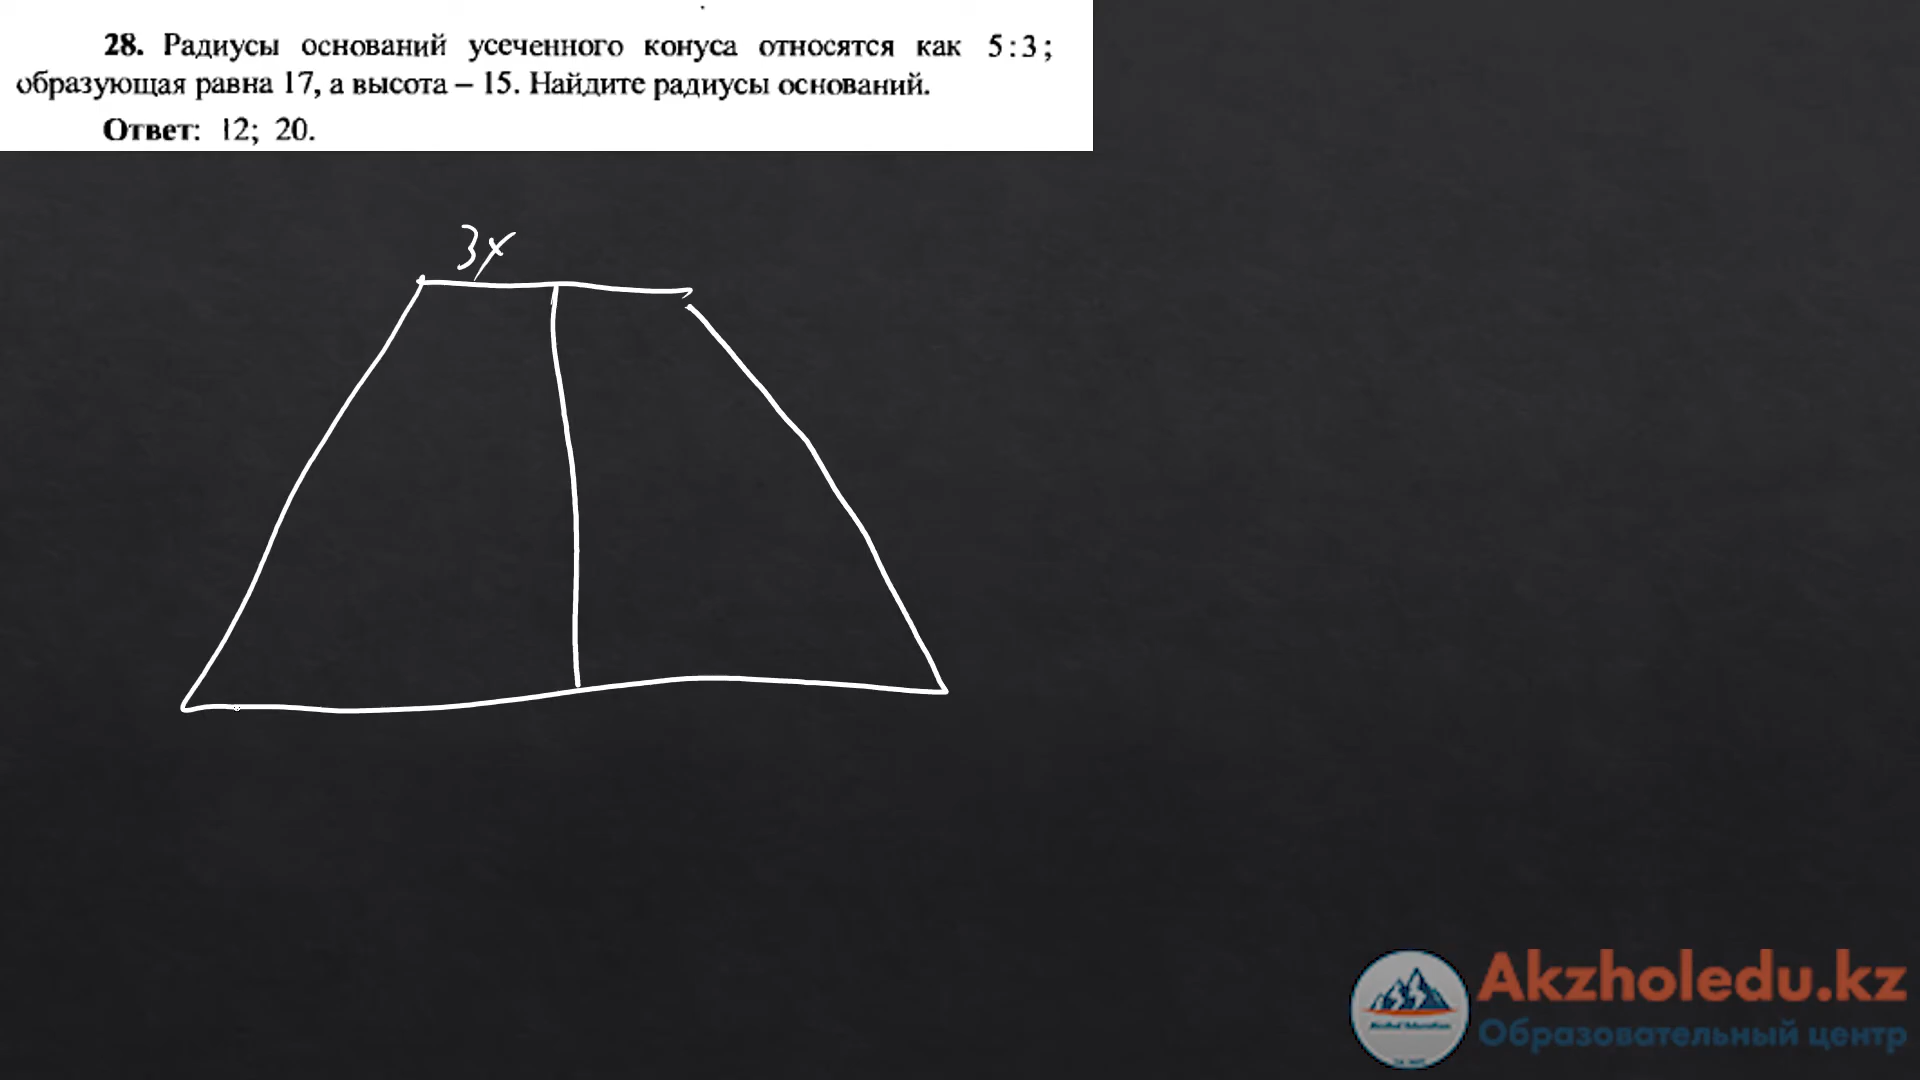 28. Радиусы оснований усеченного конуса относятся как 5:3;
образующая равна 17, а высота – 15. Найдите радиусы оснований.
Ответ: 12; 20.
3x
Akzholedu.kz
Образовательный центр